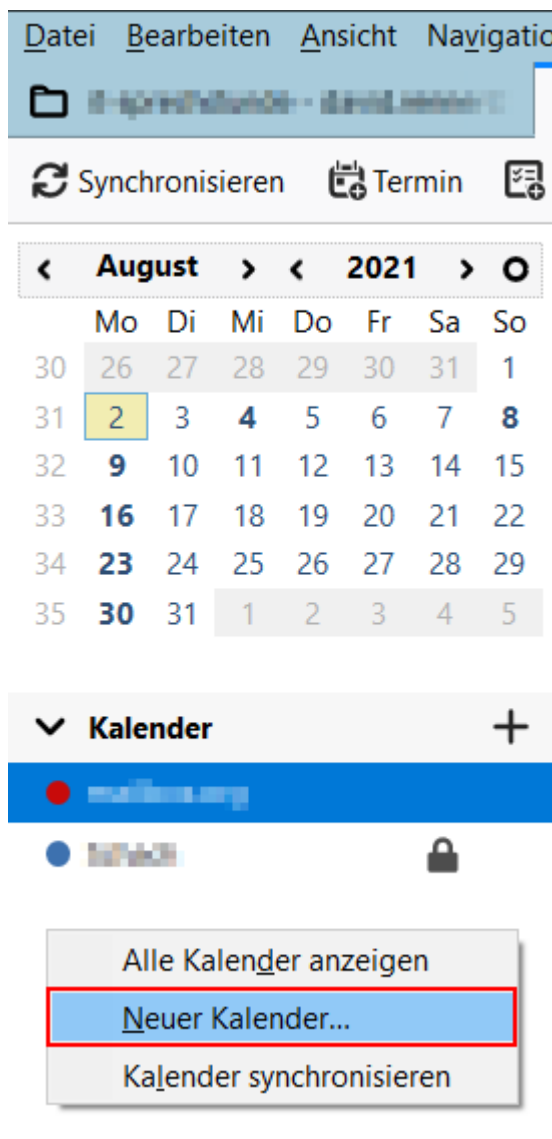 Datei Bearbeiten Ansicht Navigatio
Synchronisieren Termin
August 2021
Mo Di Mi Do Fr Sa So
30 26 27 28 29 30 31 1
31 2 3 4 5 6 7 8
32 9 10 11 12 13 14 15
33 16 17 18 19 20 21 22
34 23 24 25 26 27 28 29
35 30 31 1 2 3 4 5
Kalender
Alle Kalender anzeigen
Neuer Kalender...
Kalender synchronisieren